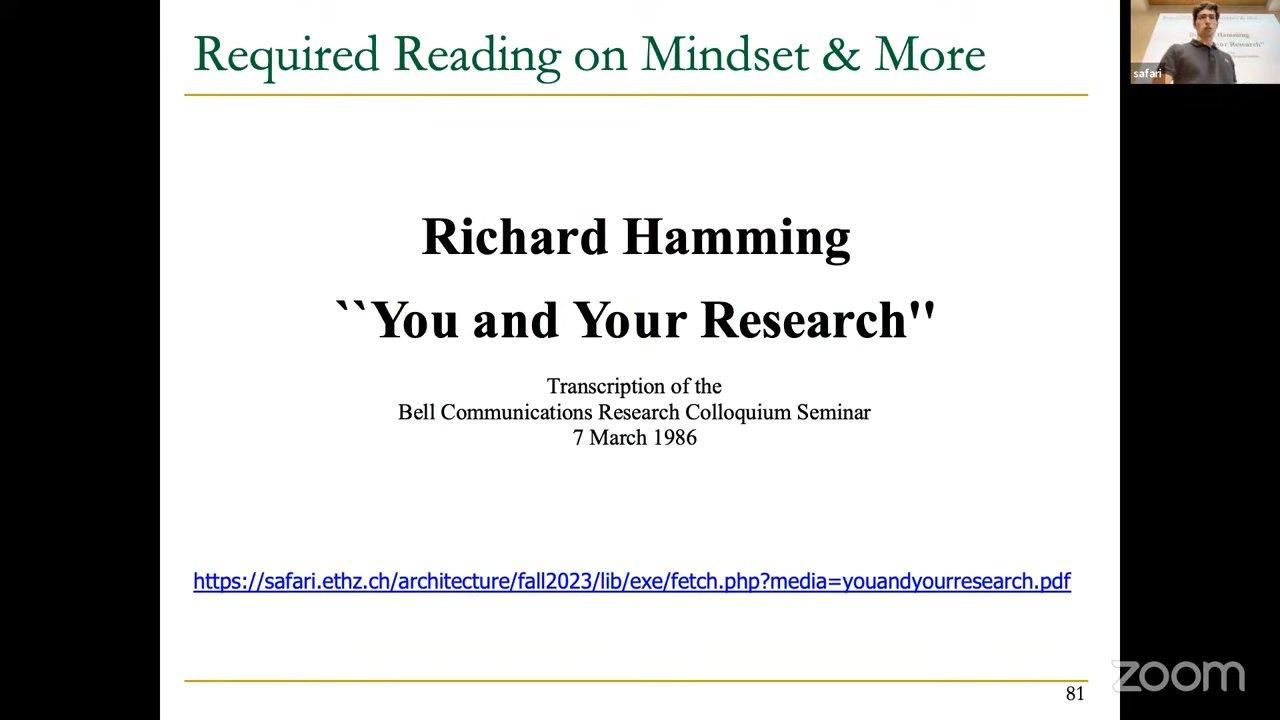 Required Reading on Mindset & More
safari
Richard Hamming
``You and Your Research''
Transcription of the
Bell Communications Research Colloquium Seminar
7 March 1986
https://safari.ethz.ch/architecture/fall2023/lib/exe/fetch.php?media=youandyourresearch.pdf
81
zoom